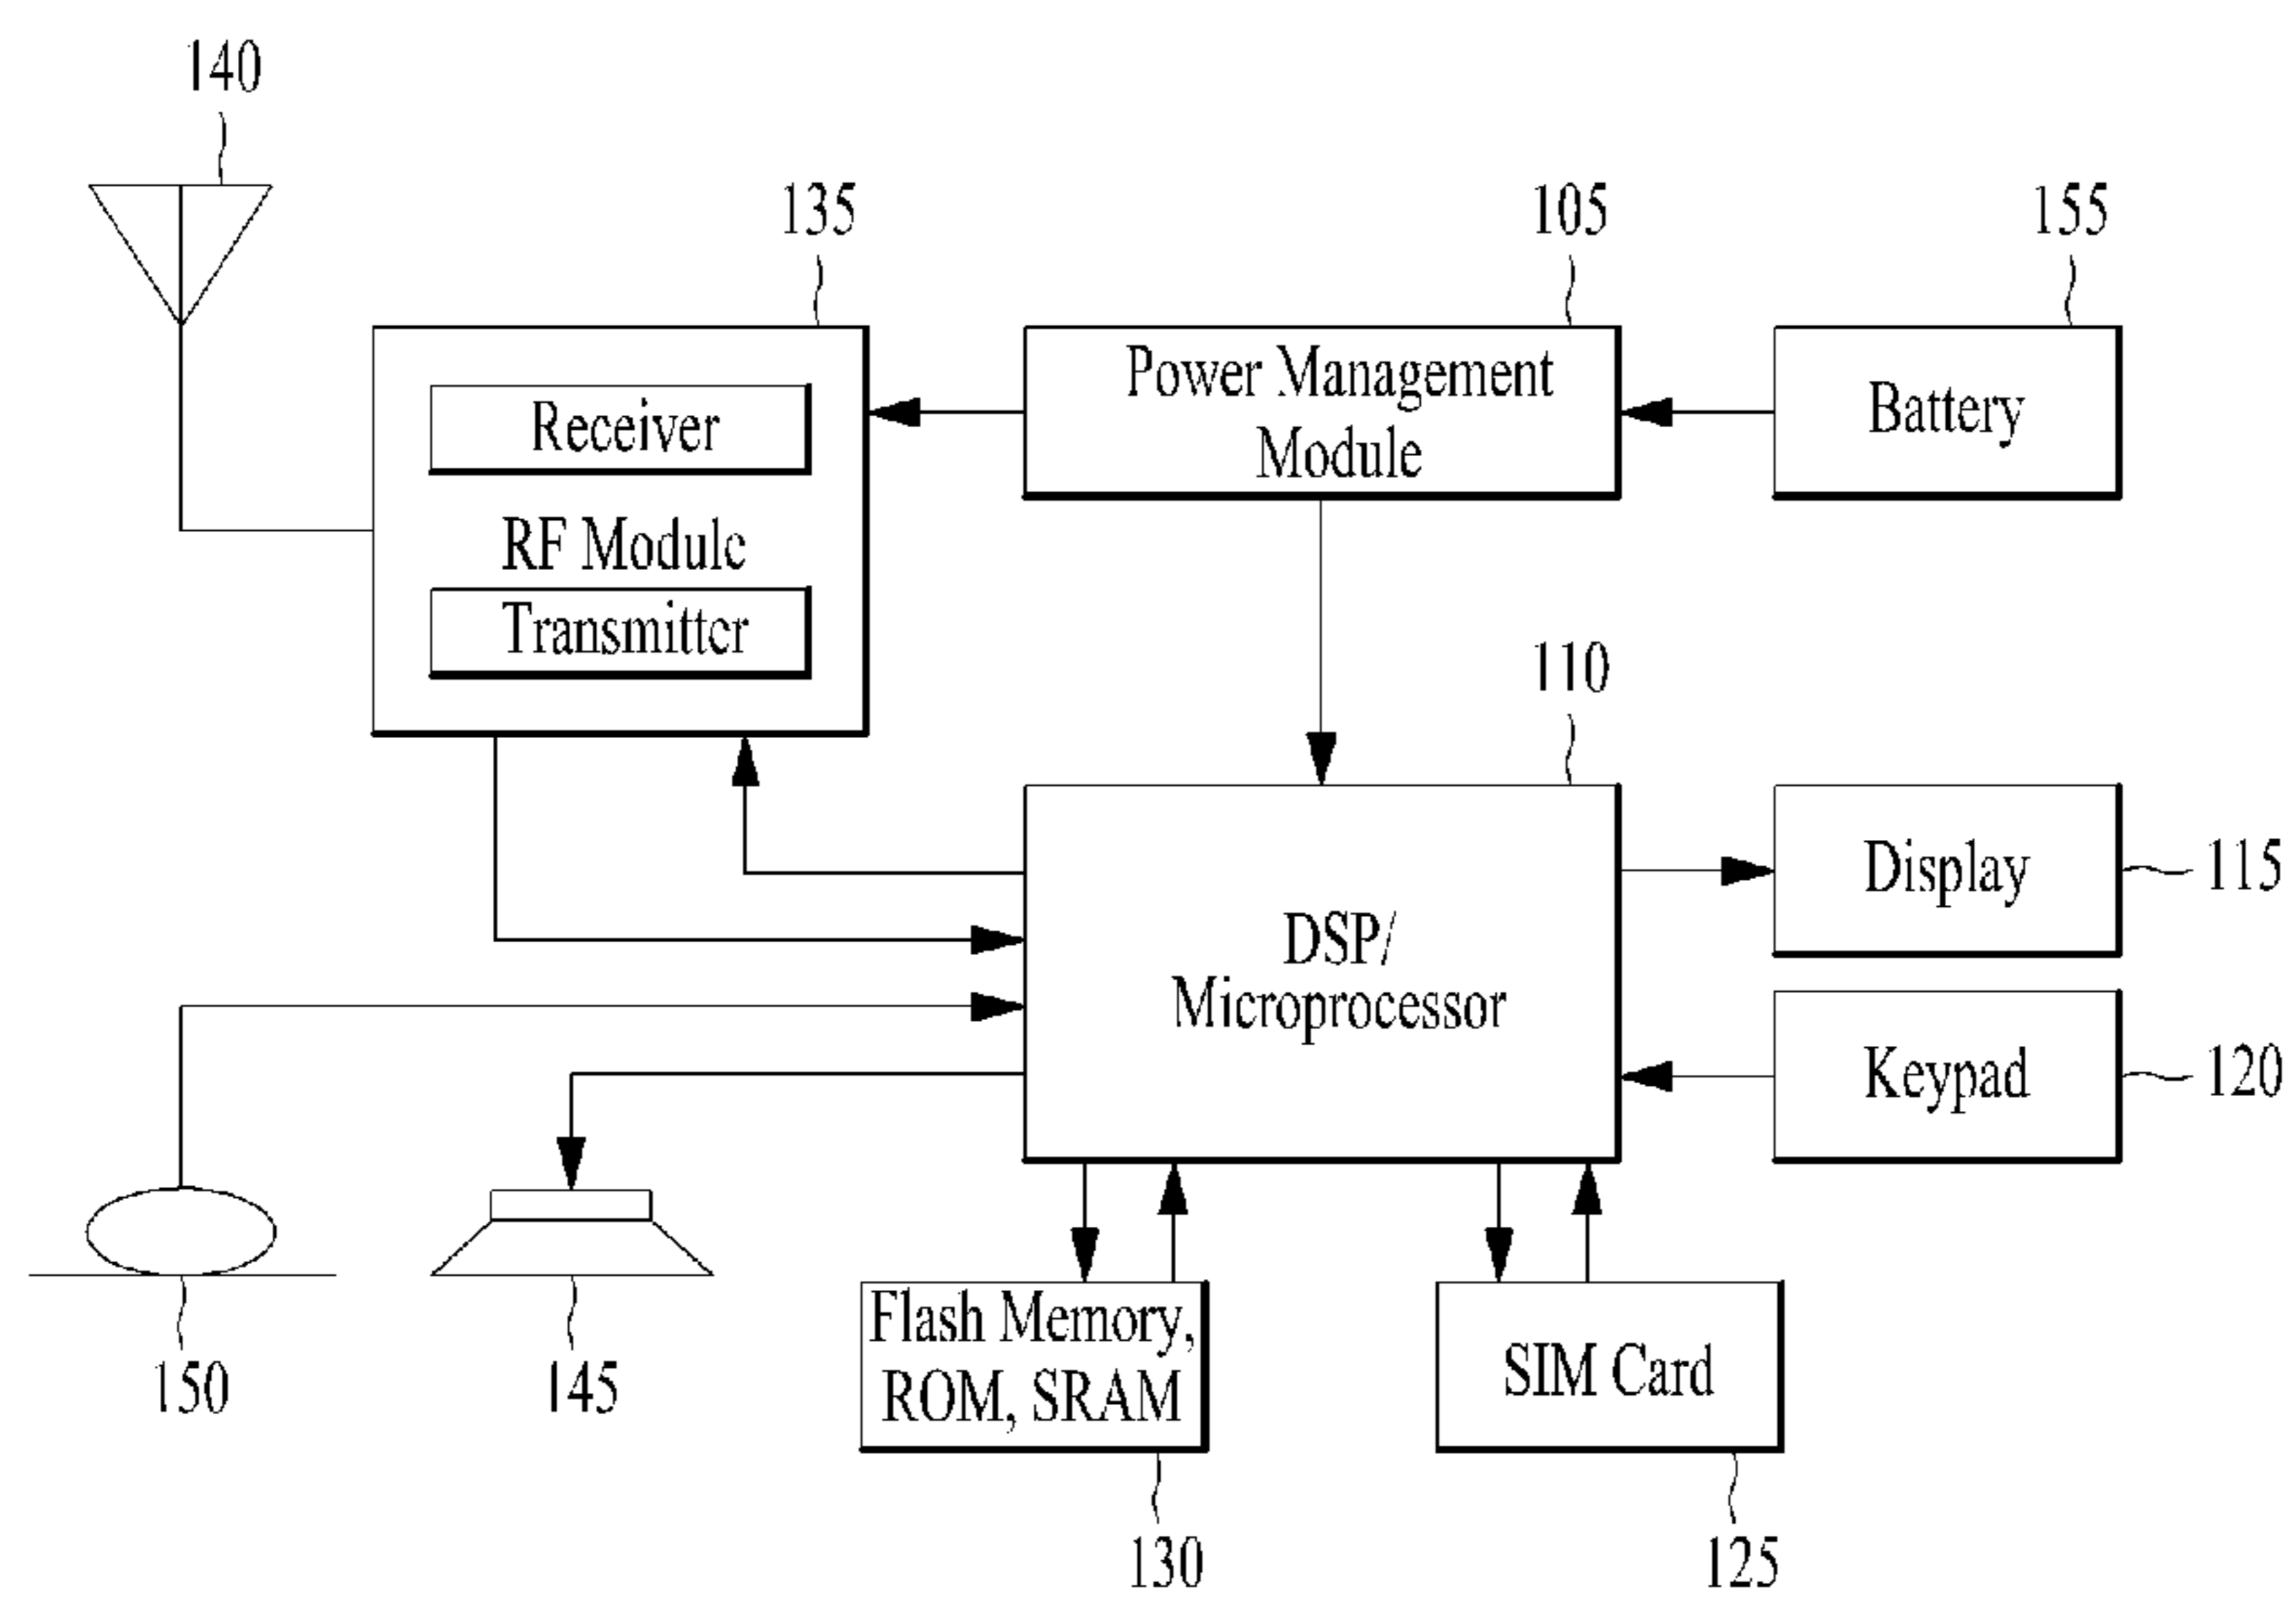 140
135
105
155
Receiver
RF Module
Transmitter
Power Management
Module
Battery
110
DSP/
Microprocessor
Display
115
Keypad
120
150
145
Flash Memory,
ROM, SRAM
SIM Card
130
125